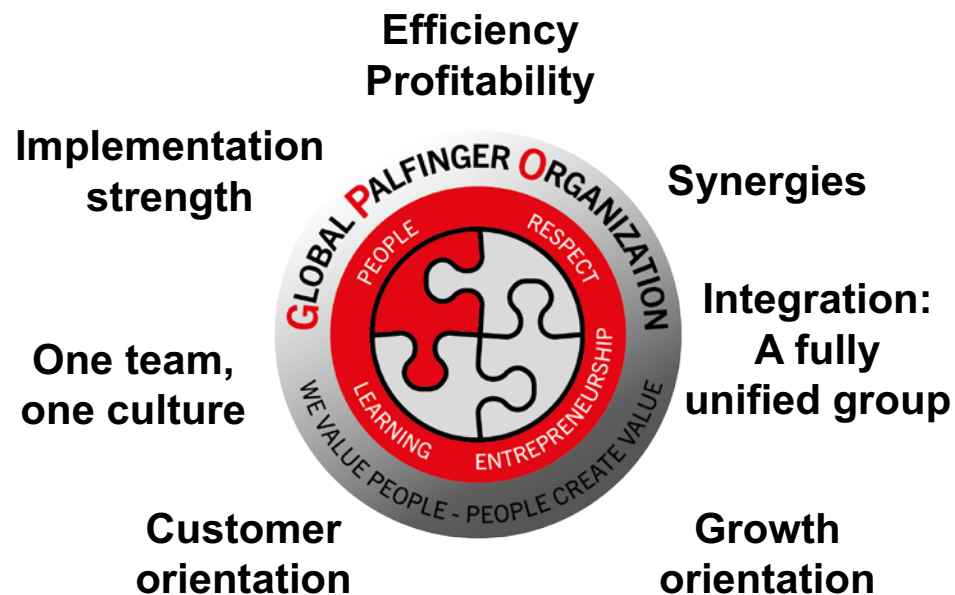 Efficiency
Profitability
Implementation
strength
Synergies
GLOBAL PALFINGER ORGANIZATION
PEOPLE
RESPECT
Integration:
A fully
unified group
One team,
one culture
LEARNING
ENTREPRENEURSHIP
WE VALUE PEOPLE - PEOPLE CREATE VALUE
Customer
orientation
Growth
orientation